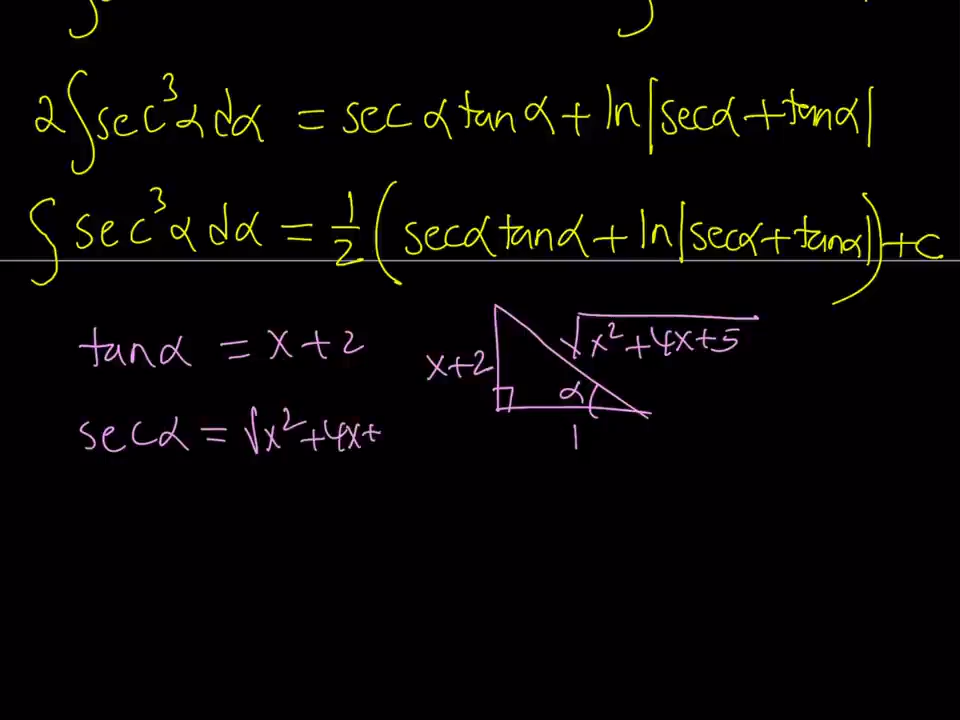 2∫sec³α dα = secα tanα + ln|secα + tanα|
∫sec³α dα = 1/2 (secα tanα + ln|secα + tanα|) + c
tanα = x+2
x+2
√x²+4x+5
α
1
secα = √x²+4x+